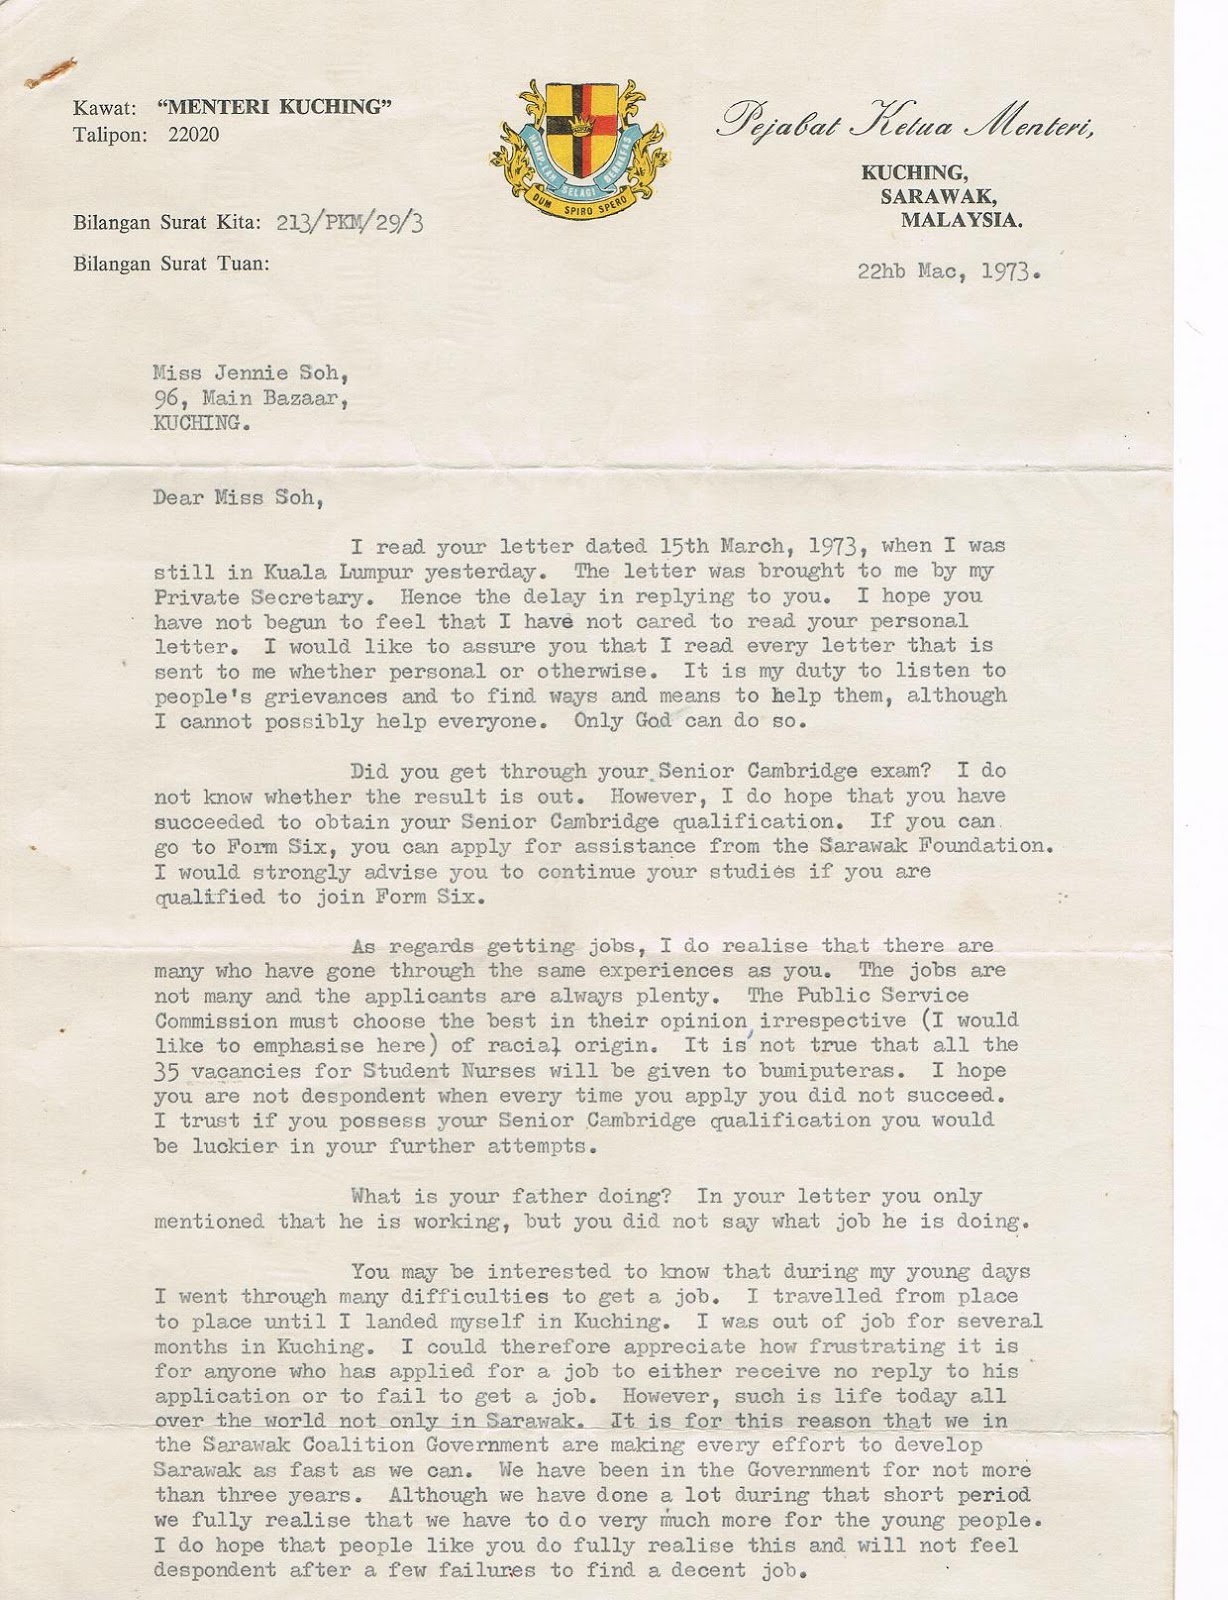 Kawat: "MENTERI KUCHING"
Talipon: 22020
Bilangan Surat Kita: 213/PKM/29/3
Bilangan Surat Tuan:
HARAP-LAH SELAGI BERNAFAS
DUM SPIRO SPERO
Pejabat Ketua Menteri,
KUCHING,
SARAWAK,
MALAYSIA.
22hb Mac, 1973.
Miss Jennie Soh,
96, Main Bazaar,
KUCHING.
Dear Miss Soh,
I read your letter dated 15th March, 1973, when I was
still in Kuala Lumpur yesterday. The letter was brought to me by my
Private Secretary. Hence the delay in replying to you. I hope you
have not begun to feel that I have not cared to read your personal
letter. I would like to assure you that I read every letter that is
sent to me whether personal or otherwise. It is my duty to listen to
people's grievances and to find ways and means to help them, although
I cannot possibly help everyone. Only God can do so.
Did you get through your Senior Cambridge exam? I do
not know whether the result is out. However, I do hope that you have
succeeded to obtain your Senior Cambridge qualification. If you can
go to Form Six, you can apply for assistance from the Sarawak Foundation.
I would strongly advise you to continue your studies if you are
qualified to join Form Six.
As regards getting jobs, I do realise that there are
many who have gone through the same experiences as you. The jobs are
not many and the applicants are always plenty. The Public Service
Commission must choose the best in their opinion, irrespective (I would
like to emphasise here) of racial origin. It is not true that all the
35 vacancies for Student Nurses will be given to bumiputeras. I hope
you are not despondent when every time you apply you did not succeed.
I trust if you possess your Senior Cambridge qualification you would
be luckier in your further attempts.
What is your father doing? In your letter you only
mentioned that he is working, but you did not say what job he is doing.
You may be interested to know that during my young days
I went through many difficulties to get a job. I travelled from place
to place until I landed myself in Kuching. I was out of job for several
months in Kuching. I could therefore appreciate how frustrating it is
for anyone who has applied for a job to either receive no reply to his
application or to fail to get a job. However, such is life today all
over the world not only in Sarawak. It is for this reason that we in
the Sarawak Coalition Government are making every effort to develop
Sarawak as fast as we can. We have been in the Government for not more
than three years. Although we have done a lot during that short period
we fully realise that we have to do very much more for the young people.
I do hope that people like you do fully realise this and will not feel
despondent after a few failures to find a decent job.